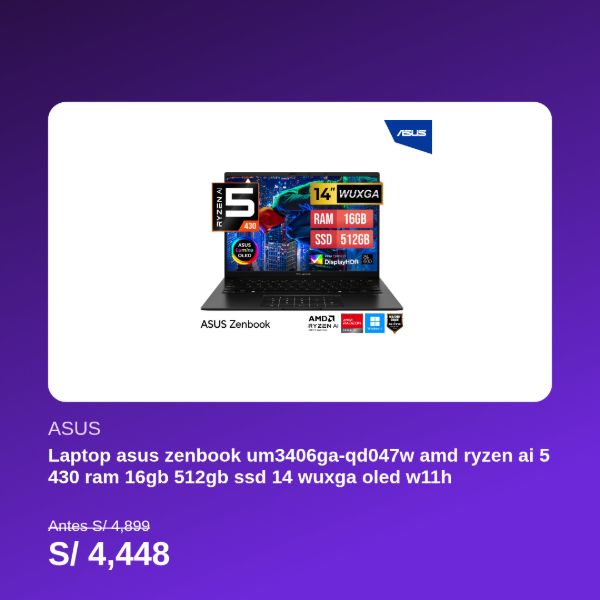 ASUS
RYZEN AI
5
430
14" WUXGA
RAM 16GB
SSD 512GB
ASUS
Lumina
OLED
DisplayHDR
ASUS Zenbook
AMD
RYZEN AI
ASUS
Laptop asus zenbook um3406ga-qd047w amd ryzen ai 5
430 ram 16gb 512gb ssd 14 wuxga oled w11h
Antes S/ 4,899
S/ 4,448